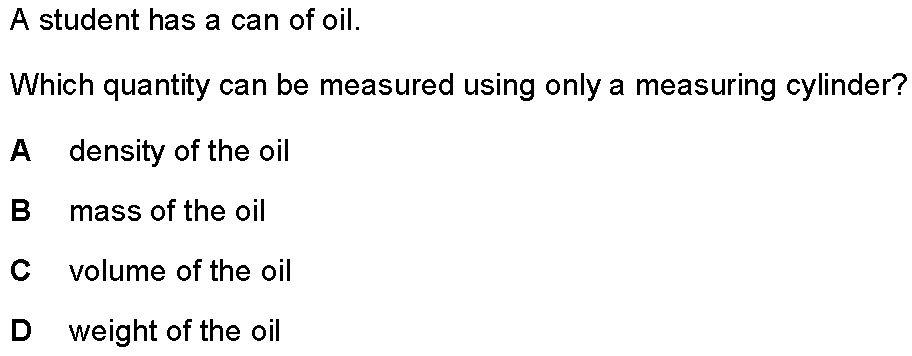 A student has a can of oil.
Which quantity can be measured using only a measuring cylinder?
A density of the oil
B mass of the oil
C volume of the oil
D weight of the oil